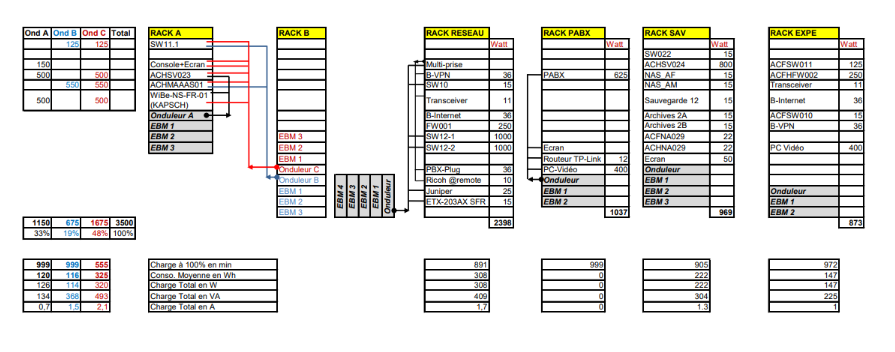 Ond A Ond B Ond C Total RACK A RACK B RACK RESEAU RACK PABX RACK SAV RACK EXPE
125 125 SW11.1 Watt Watt Watt Watt
SW022 15
150 Console+Ecran Multi-prise ACHSV024 800 ACFSW011 125
500 500 ACHSV023 B-VPN 36 PABX 625 NAS_AF 15 ACFHFW002 250
550 550 ACHMAAAS01 SW10 15 NAS_AM 15 Transceiver 11
500 500 WiBe-NS-FR-01 (KAPSCH) Transceiver 11 Sauvegarde 12 15 B-Internet 36
Onduleur A B-Internet 36 Archives 2A 15 ACFSW010 15
EBM 1 FW001 250 Archives 2B 15 B-VPN 36
EBM 2 EBM 3 SW12-1 1000 ACFNA029 22
EBM 3 EBM 2 SW12-2 1000 Ecran ACHNA029 22 PC Vidéo 400
EBM 1 Routeur TP-Link 12 Ecran 50
Onduleur C PBX-Plug 36 PC-Vidéo 400 Onduleur
Onduleur B EBM 4 EBM 3 EBM 2 EBM 1 Onduleur Ricoh @remote 10 Onduleur EBM 1
EBM 1 Juniper 25 EBM 1 EBM 2 Onduleur
EBM 2 ETX-203AX SFR 15 EBM 2 EBM 3 EBM 1
EBM 3 1037 969 EBM 2
1150 675 1675 3500 2398 873
33% 19% 48% 100%
999 999 555 Charge à 100% en min 891 999 905 972
120 116 325 Conso. Moyenne en Wh 308 0 222 147
126 114 320 Charge Total en W 308 0 222 147
134 368 493 Charge Total en VA 409 0 304 225
0,7 1,5 2,1 Charge Total en A 1,7 0 1.3 1